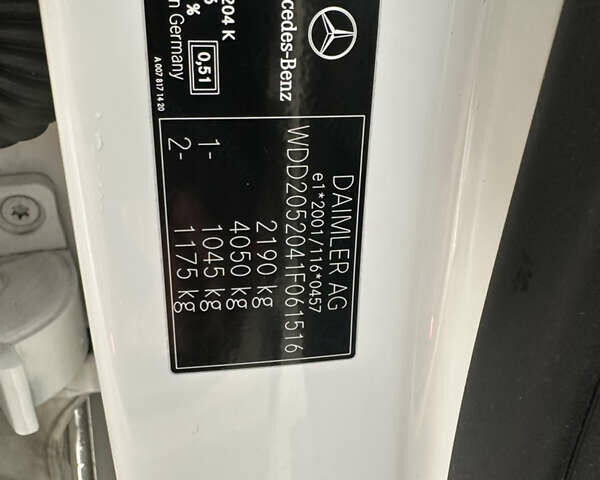 DAIMLER AG
e1*2001/116*0457
WDD2052041F061516
2190 kg
4050 kg
1- 1045 kg
2- 1175 kg
204 K
%
n Germany
0,51
A 007 817 14 20
cedes-Benz